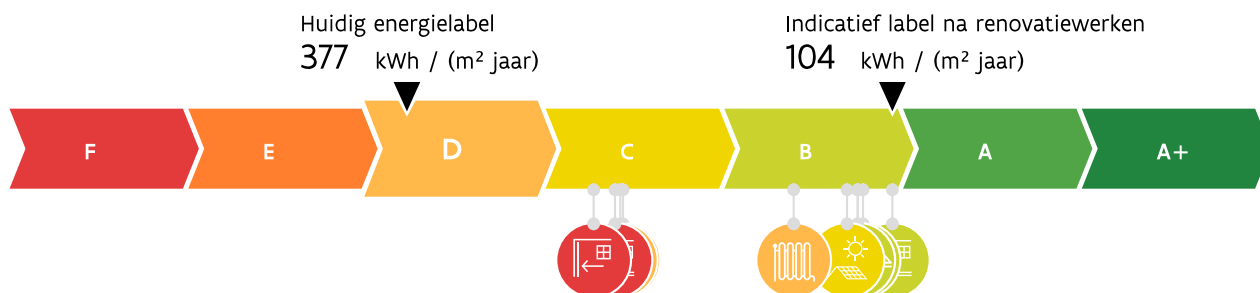 Huidig energielabel
377 kWh / (m² jaar)
Indicatief label na renovatiewerken
104 kWh / (m² jaar)
F E D C B A A+